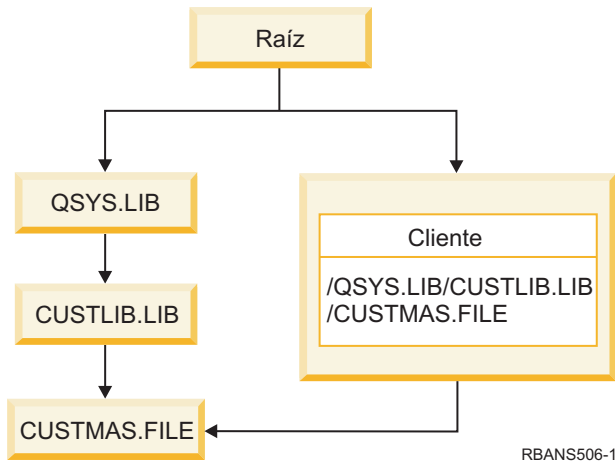 Raíz
QSYS.LIB
CUSTLIB.LIB
CUSTMAS.FILE
Cliente
/QSYS.LIB/CUSTLIB.LIB
/CUSTMAS.FILE
RBANS506-1